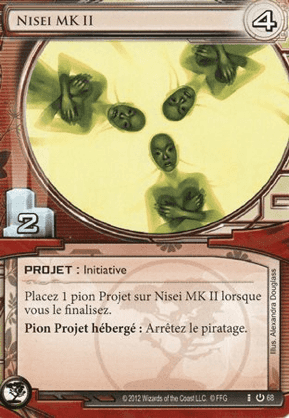 NISEI MK II
4
2
PROJET : Initiative
Placez 1 pion Projet sur Nisei MK II lorsque
vous le finalisez.
Pion Projet hébergé : Arrêtez le piratage.
Illus. Alexandra Douglass
© 2012 Wizards of the Coast LLC. © FFG
68